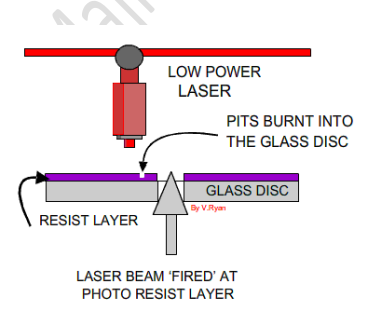 LOW POWER
LASER
PITS BURNT INTO
THE GLASS DISC
GLASS DISC
By V.Ryan
RESIST LAYER
LASER BEAM 'FIRED' AT
PHOTO RESIST LAYER